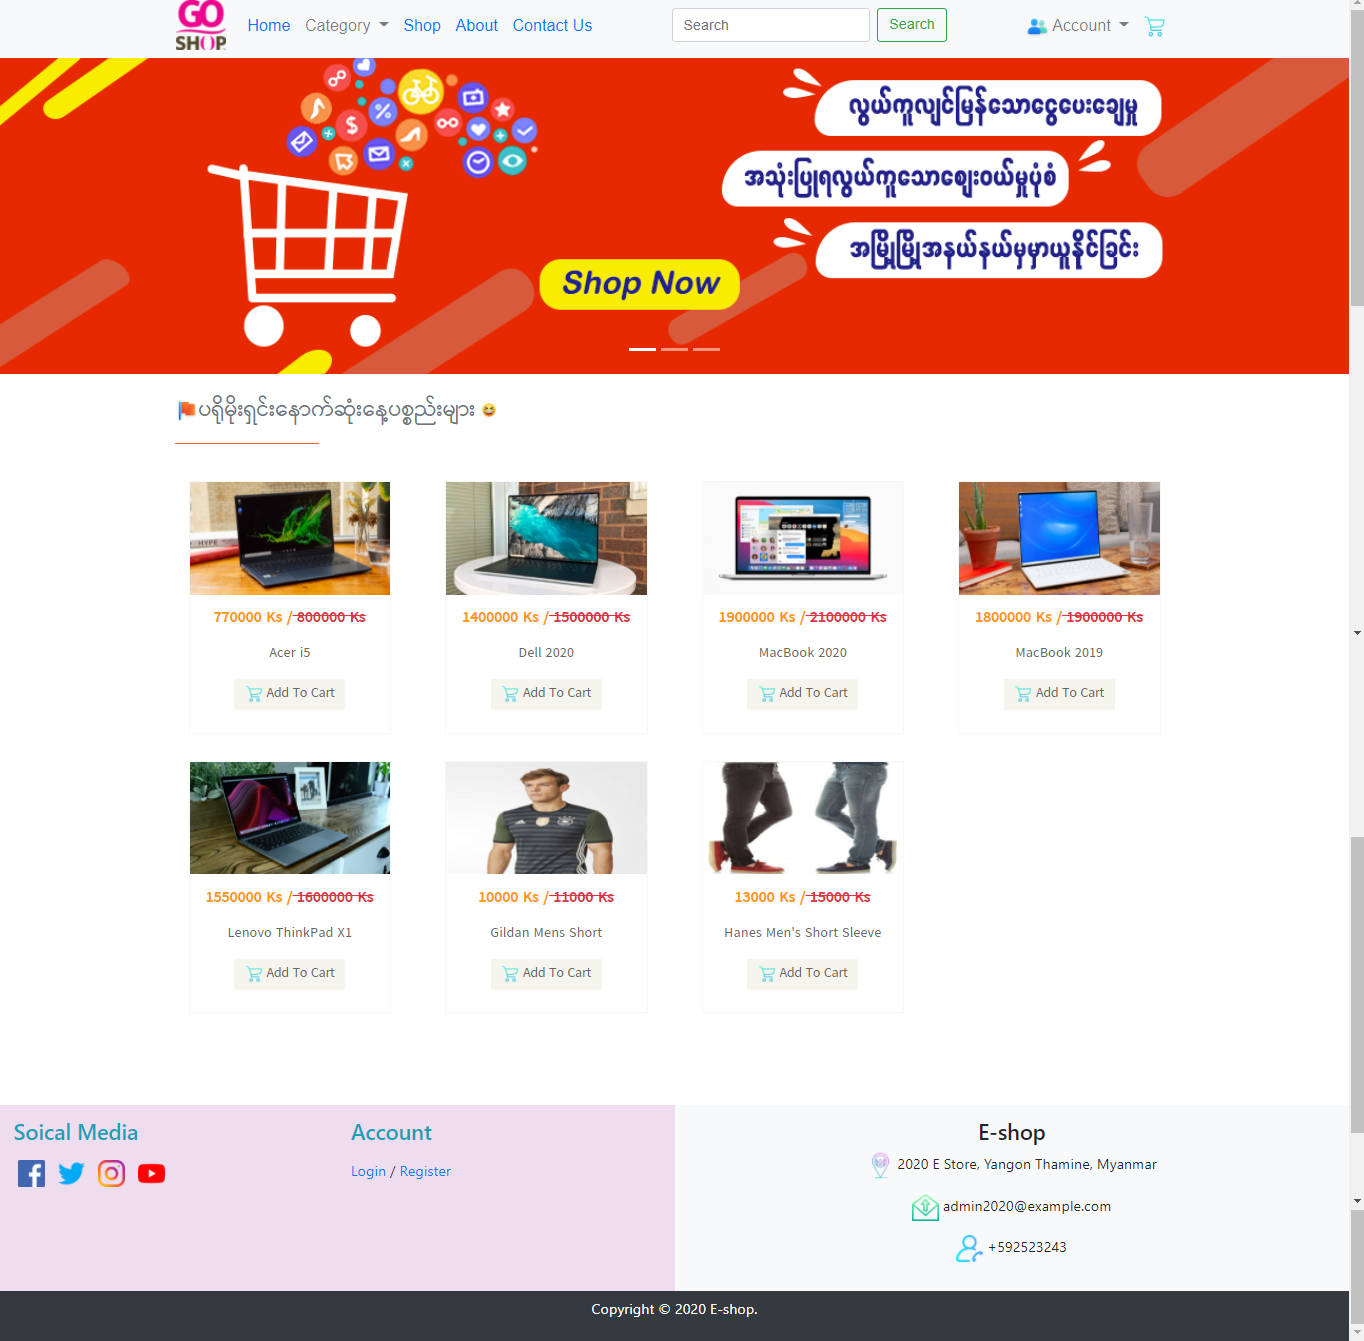 GO
SHOP
Home
Category
Shop
About
Contact Us
Search
Search
Account
လွယ်ကူလျင်မြန်သောငွေပေးချေမှု
အသုံးပြုရလွယ်ကူသောဈေးဝယ်မှုပုံစံ
အမြို့မြို့အနယ်နယ်မှမှာယူနိုင်ခြင်း
Shop Now
ပရိုမိုးရှင်းနောက်ဆုံးနေ့ပစ္စည်းများ
770000 Ks / 800000 Ks
Acer i5
Add To Cart
1400000 Ks / 1500000 Ks
Dell 2020
Add To Cart
1900000 Ks / 2100000 Ks
MacBook 2020
Add To Cart
1800000 Ks / 1900000 Ks
MacBook 2019
Add To Cart
1550000 Ks / 1600000 Ks
Lenovo ThinkPad X1
Add To Cart
10000 Ks / 11000 Ks
Gildan Mens Short
Add To Cart
13000 Ks / 15000 Ks
Hanes Men's Short Sleeve
Add To Cart
Soical Media
Account
Login / Register
E-shop
2020 E Store, Yangon Thamine, Myanmar
admin2020@example.com
+592523243
Copyright © 2020 E-shop.